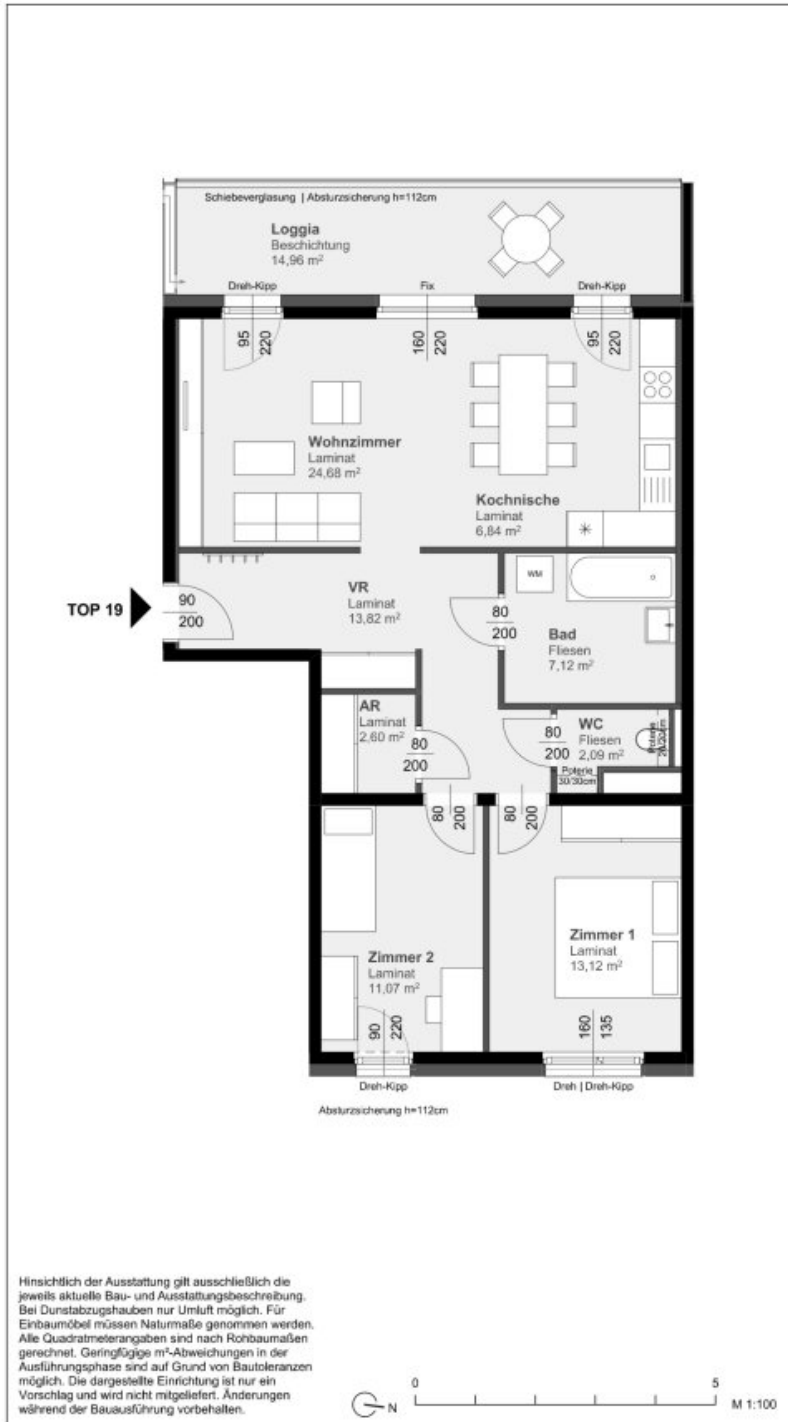 Schiebeverglasung | Absturzsicherung h=112cm
Loggia
Beschichtung
14,96 m²
Dreh-Kipp
Fix
Dreh-Kipp
95
220
160
220
95
220
Wohnzimmer
Laminat
24,68 m²
Kochnische
Laminat
6,84 m²
TOP 19
90
200
VR
Laminat
13,82 m²
WM
80
200
Bad
Fliesen
7,12 m²
AR
Laminat
2,60 m²
80
200
80
200
WC
Fliesen
2,09 m²
Poterie
20/20cm
Poterie
30/30cm
80
200
80
200
Zimmer 2
Laminat
11,07 m²
Zimmer 1
Laminat
13,12 m²
90
220
160
135
Dreh-Kipp
Dreh | Dreh-Kipp
Absturzsicherung h=112cm
Hinsichtlich der Ausstattung gilt ausschließlich die
jeweils aktuelle Bau- und Ausstattungsbeschreibung.
Bei Dunstabzugshauben nur Umluft möglich. Für
Einbaumöbel müssen Naturmaße genommen werden.
Alle Quadratmeterangaben sind nach Rohbaumaßen
gerechnet. Geringfügige m²-Abweichungen in der
Ausführungsphase sind auf Grund von Bautoleranzen
möglich. Die dargestellte Einrichtung ist nur ein
Vorschlag und wird nicht mitgeliefert. Änderungen
während der Bauausführung vorbehalten.
N
0
5
M 1:100